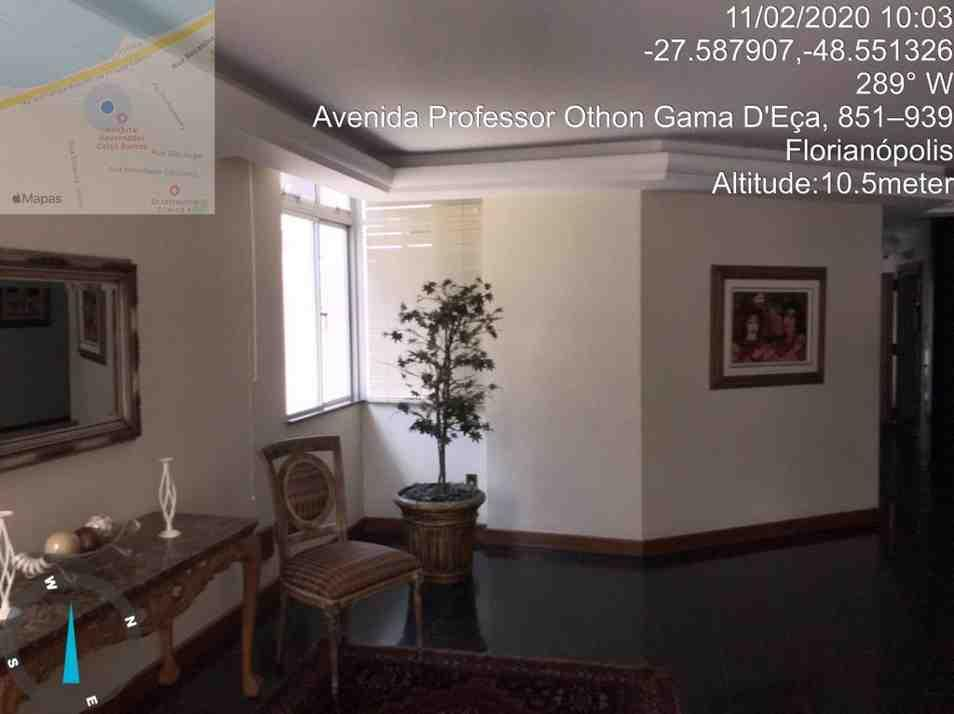 11/02/2020 10:03
-27.587907,-48.551326
289° W
Avenida Professor Othon Gama D'Eça, 851–939
Florianópolis
Altitude:10.5meter
Mapas
W
N
S
E